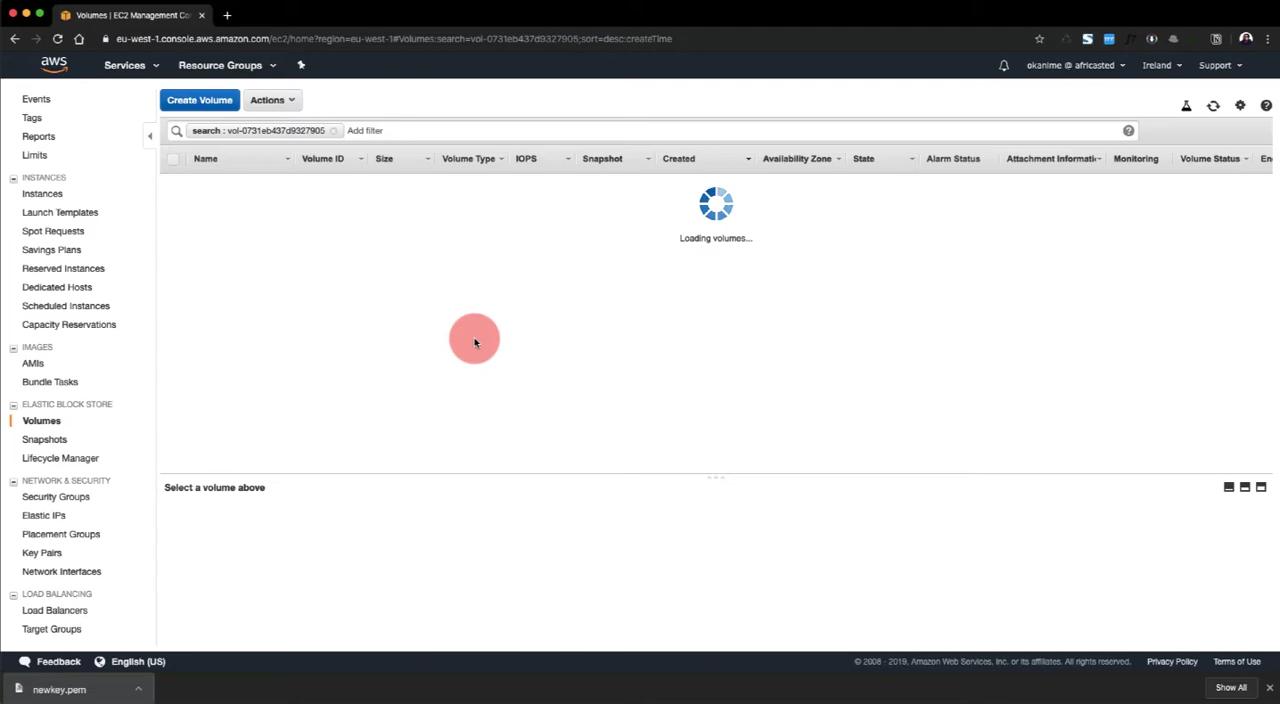 Volumes | EC2 Management Co
eu-west-1.console.aws.amazon.com/ec2/home?region=eu-west-1#Volumes:search=vol-0731eb437d9327905;sort=desc:createTime
aws Services Resource Groups okanime @ africasted Ireland Support
Events
Tags
Reports
Limits
INSTANCES
Instances
Launch Templates
Spot Requests
Savings Plans
Reserved Instances
Dedicated Hosts
Scheduled Instances
Capacity Reservations
IMAGES
AMIs
Bundle Tasks
ELASTIC BLOCK STORE
Volumes
Snapshots
Lifecycle Manager
NETWORK & SECURITY
Security Groups
Elastic IPs
Placement Groups
Key Pairs
Network Interfaces
LOAD BALANCING
Load Balancers
Target Groups
Create Volume Actions
search : vol-0731eb437d9327905 Add filter
Name Volume ID Size Volume Type IOPS Snapshot Created Availability Zone State Alarm Status Attachment Informati Monitoring Volume Status En
Loading volumes...
Select a volume above
Feedback English (US) © 2008 - 2019, Amazon Web Services, Inc. or its affiliates. All rights reserved. Privacy Policy Terms of Use
newkey.pem Show All